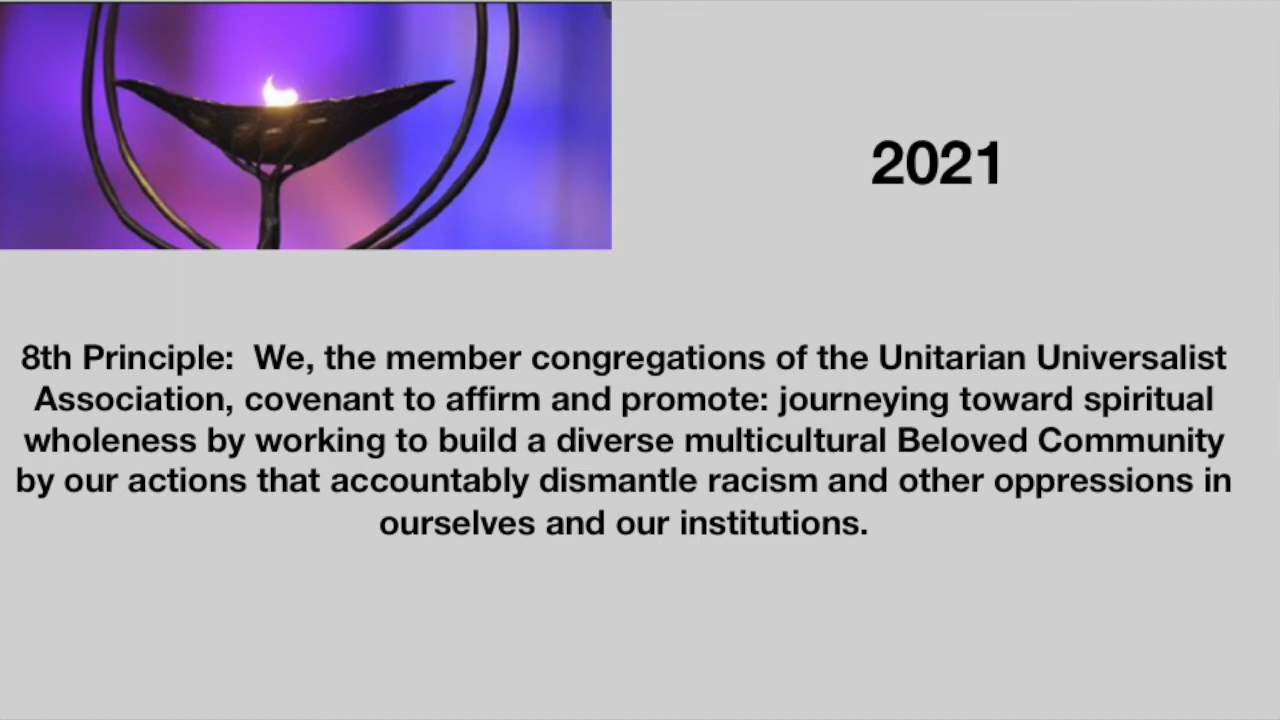 2021
8th Principle:  We, the member congregations of the Unitarian Universalist
Association, covenant to affirm and promote: journeying toward spiritual
wholeness by working to build a diverse multicultural Beloved Community
by our actions that accountably dismantle racism and other oppressions in
ourselves and our institutions.